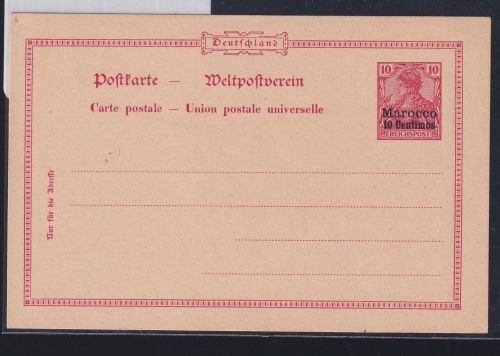 Deutschland
Postkarte — Weltpostverein
Carte postale — Union postale universelle
10 10
Marocco
10 Centimos
REICHSPOST
Nur für die Adresse